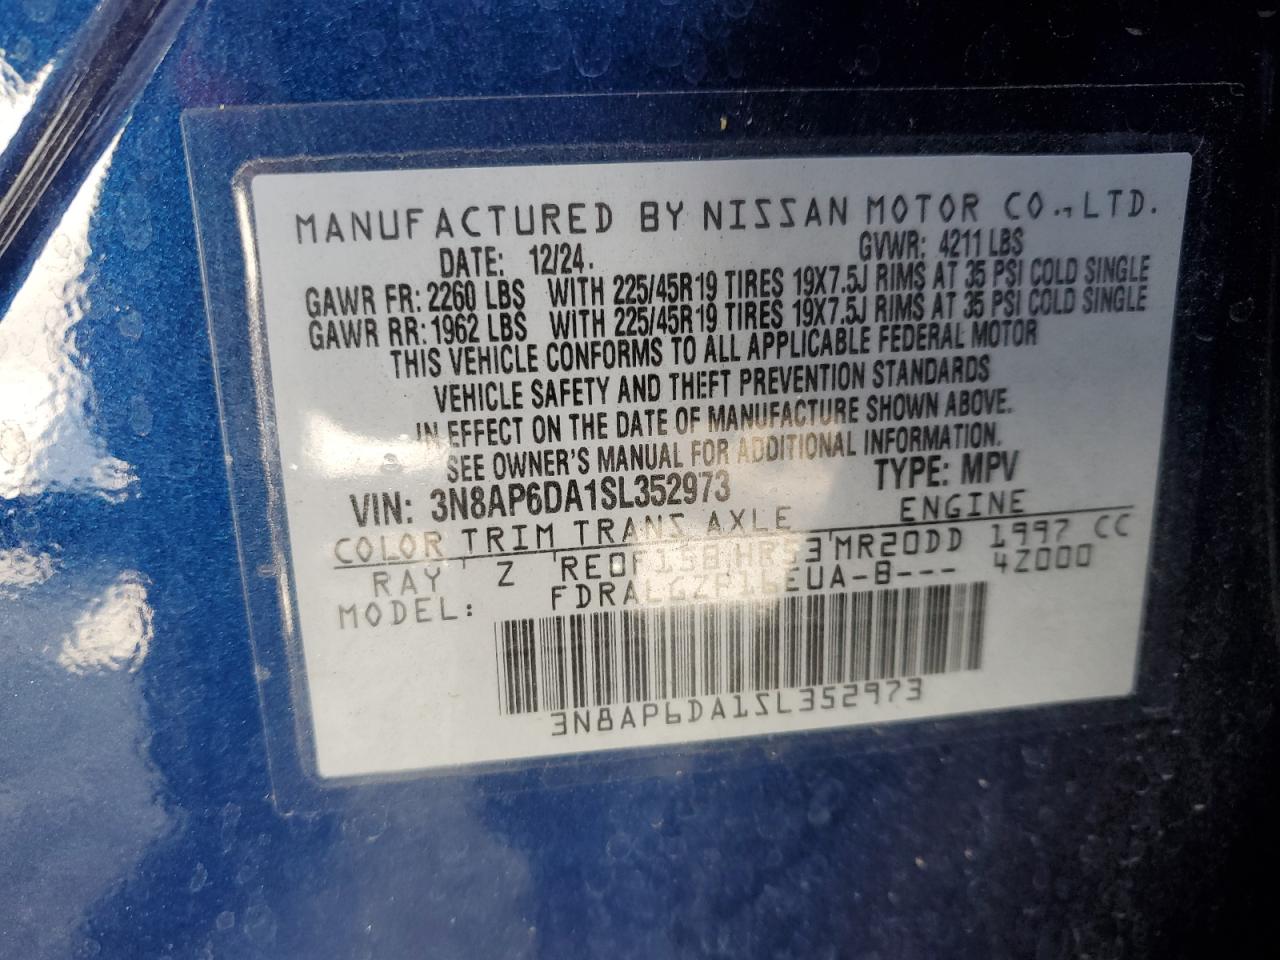 MANUFACTURED BY NISSAN MOTOR CO., LTD.
DATE: 12/24. GVWR: 4211 LBS
GAWR FR: 2260 LBS WITH 225/45R19 TIRES 19X7.5J RIMS AT 35 PSI COLD SINGLE
GAWR RR: 1962 LBS WITH 225/45R19 TIRES 19X7.5J RIMS AT 35 PSI COLD SINGLE
THIS VEHICLE CONFORMS TO ALL APPLICABLE FEDERAL MOTOR
VEHICLE SAFETY AND THEFT PREVENTION STANDARDS
IN EFFECT ON THE DATE OF MANUFACTURE SHOWN ABOVE.
SEE OWNER'S MANUAL FOR ADDITIONAL INFORMATION.
VIN: 3N8AP6DA1SL352973 TYPE: MPV
COLOR TRIM TRANS AXLE ENGINE
RAY Z RE0F15B HR53 MR20DD 1997 CC
MODEL: 4Z000
3N8AP6DA1SL352973